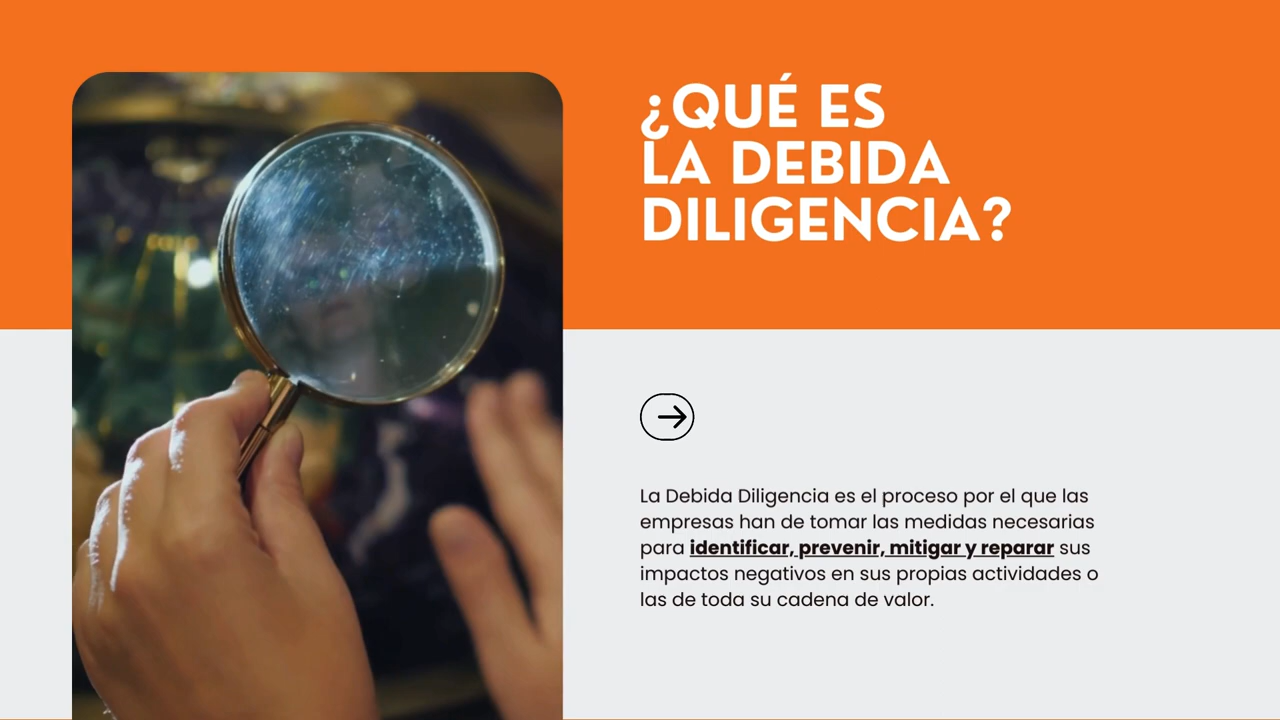 ¿QUÉ ES
LA DEBIDA
DILIGENCIA?
La Debida Diligencia es el proceso por el que las
empresas han de tomar las medidas necesarias
para identificar, prevenir, mitigar y reparar sus
impactos negativos en sus propias actividades o
las de toda su cadena de valor.